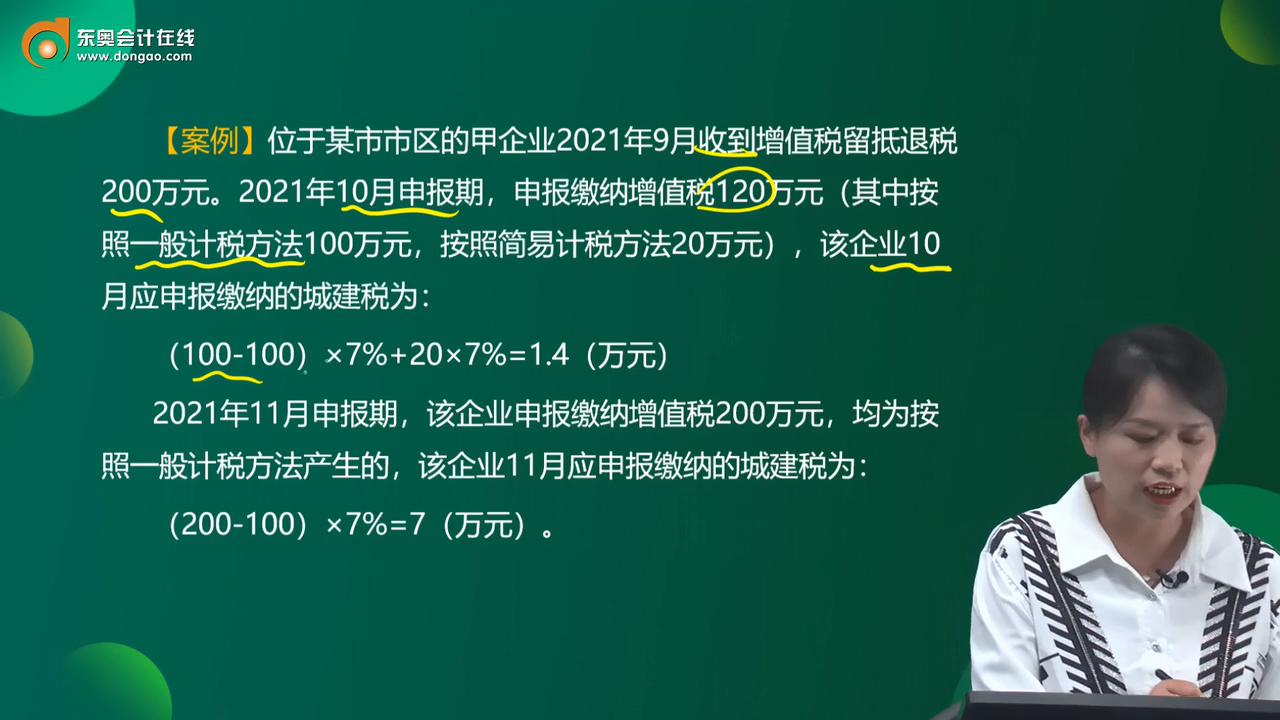 东奥会计在线
www.dongao.com
【案例】位于某市市区的甲企业2021年9月收到增值税留抵退税
200万元。2021年10月申报期，申报缴纳增值税120万元（其中按
照一般计税方法100万元，按照简易计税方法20万元），该企业10
月应申报缴纳的城建税为：
（100-100）×7%+20×7%=1.4（万元）
2021年11月申报期，该企业申报缴纳增值税200万元，均为按
照一般计税方法产生的，该企业11月应申报缴纳的城建税为：
（200-100）×7%=7（万元）。